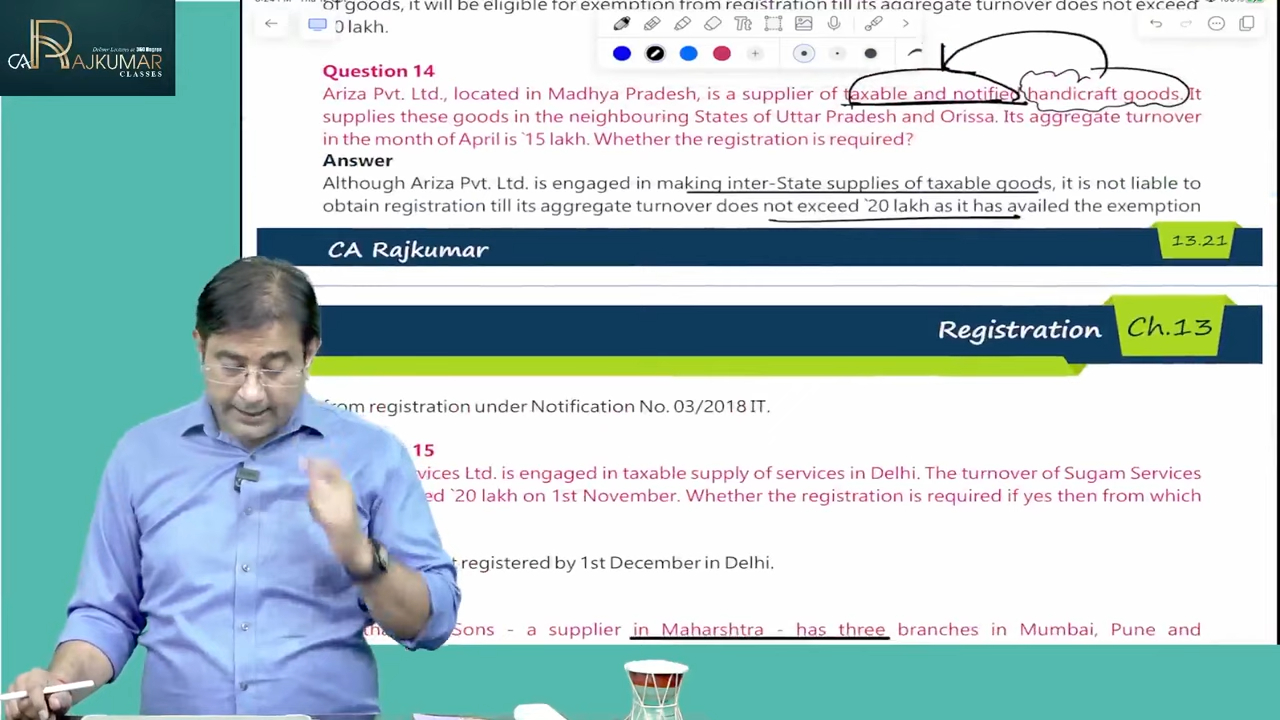 of goods, it will be eligible for exemption from registration till its aggregate turnover does not exceed
0 lakh.
Deliver Lectures at 360 Degree
CA RAJKUMAR
CLASSES
Question 14
Ariza Pvt. Ltd., located in Madhya Pradesh, is a supplier of taxable and notified handicraft goods. It
supplies these goods in the neighbouring States of Uttar Pradesh and Orissa. Its aggregate turnover
in the month of April is `15 lakh. Whether the registration is required?
Answer
Although Ariza Pvt. Ltd. is engaged in making inter-State supplies of taxable goods, it is not liable to
obtain registration till its aggregate turnover does not exceed `20 lakh as it has availed the exemption
CA Rajkumar
13.21
Registration
Ch.13
from registration under Notification No. 03/2018 IT.
15
vices Ltd. is engaged in taxable supply of services in Delhi. The turnover of Sugam Services
ed `20 lakh on 1st November. Whether the registration is required if yes then from which
registered by 1st December in Delhi.
Sons - a supplier in Maharshtra - has three branches in Mumbai, Pune and